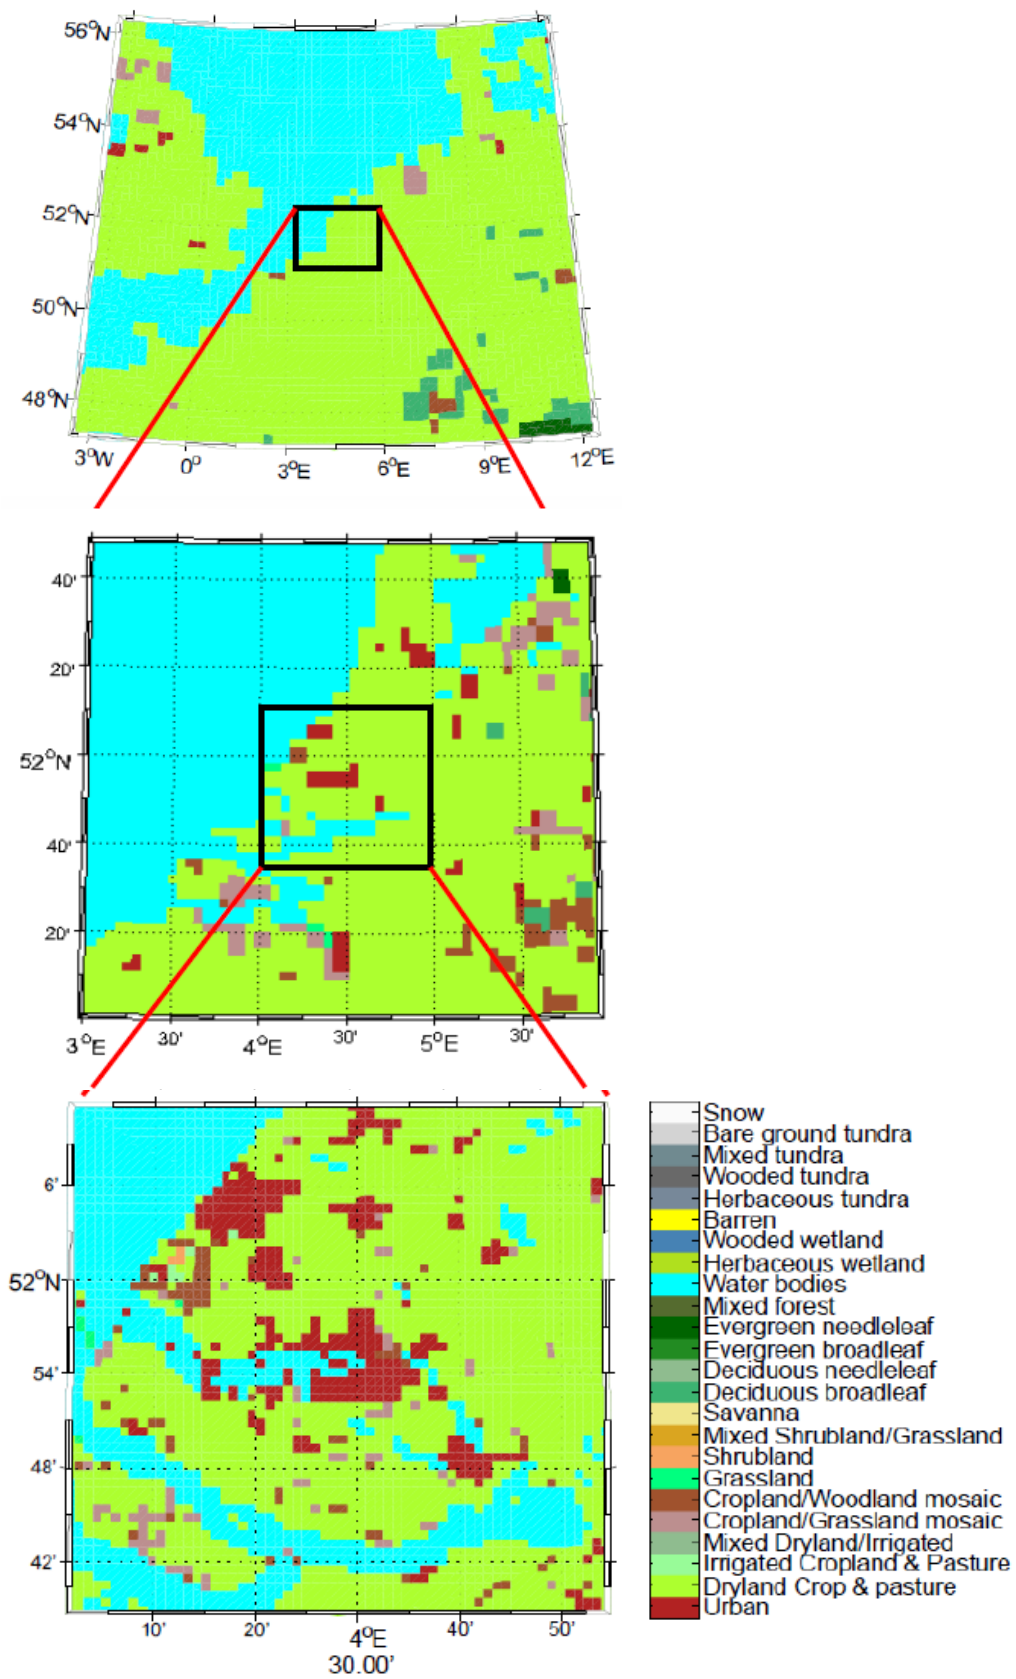 56°N
54°N
52°N
50°N
48°N
3°W 0° 3°E 6°E 9°E 12°E
40'
20'
52°N
40'
20'
3°E 30' 4°E 30' 5°E 30'
6'
52°N
54'
48'
42'
10' 20' 4°E 40' 50'
30.00'
Snow
Bare ground tundra
Mixed tundra
Wooded tundra
Herbaceous tundra
Barren
Wooded wetland
Herbaceous wetland
Water bodies
Mixed forest
Evergreen needleleaf
Evergreen broadleaf
Deciduous needleleaf
Deciduous broadleaf
Savanna
Mixed Shrubland/Grassland
Shrubland
Grassland
Cropland/Woodland mosaic
Cropland/Grassland mosaic
Mixed Dryland/Irrigated
Irrigated Cropland & Pasture
Dryland Crop & pasture
Urban